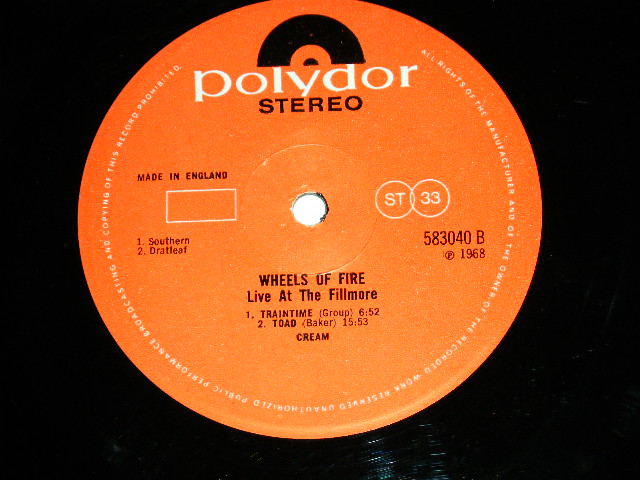 polydor
STEREO
MADE IN ENGLAND
ST 33
1. Southern
2. Dratleaf
583040 B
℗ 1968
WHEELS OF FIRE
Live At The Fillmore
1. TRAINTIME (Group) 6:52
2. TOAD (Baker) 15:53
CREAM
ALL RIGHTS OF THE MANUFACTURER AND OF THE OWNER OF THE RECORDED WORK RESERVED UNAUTHORIZED PUBLIC PERFORMANCE BROADCASTING AND COPYING OF THIS RECORD PROHIBITED.